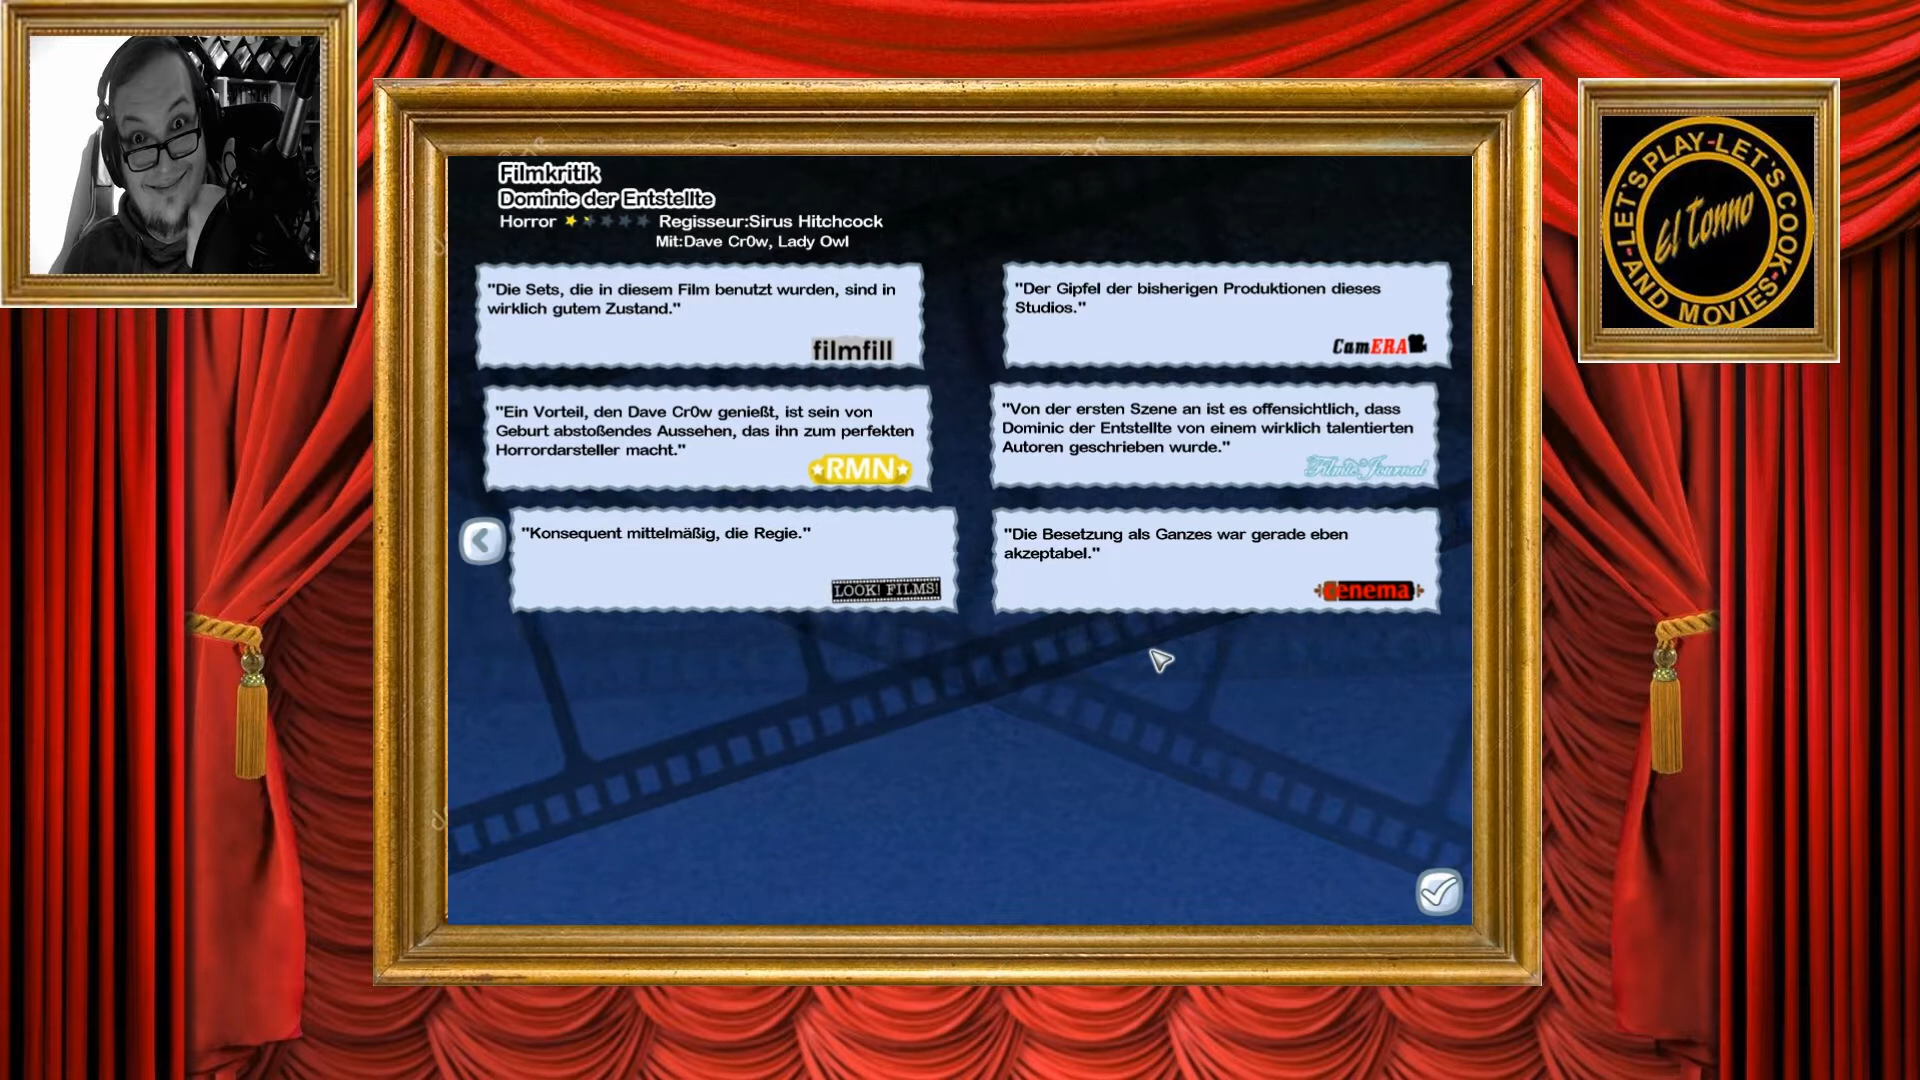 Filmkritik
Dominic der Entstellte
Horror Regisseur:Sirus Hitchcock
Mit:Dave Cr0w, Lady Owl
"Die Sets, die in diesem Film benutzt wurden, sind in
wirklich gutem Zustand."
filmfill
"Der Gipfel der bisherigen Produktionen dieses
Studios."
CamERA
"Ein Vorteil, den Dave Cr0w genießt, ist sein von
Geburt abstoßendes Aussehen, das ihn zum perfekten
Horrordarsteller macht."
RMN
"Von der ersten Szene an ist es offensichtlich, dass
Dominic der Entstellte von einem wirklich talentierten
Autoren geschrieben wurde."
Filmic Journal
"Konsequent mittelmäßig, die Regie."
LOOK! FILMS!
"Die Besetzung als Ganzes war gerade eben
akzeptabel."
cenema
-LET'S PLAY-LET'S COOK-
AND MOVIES-
El Tonno